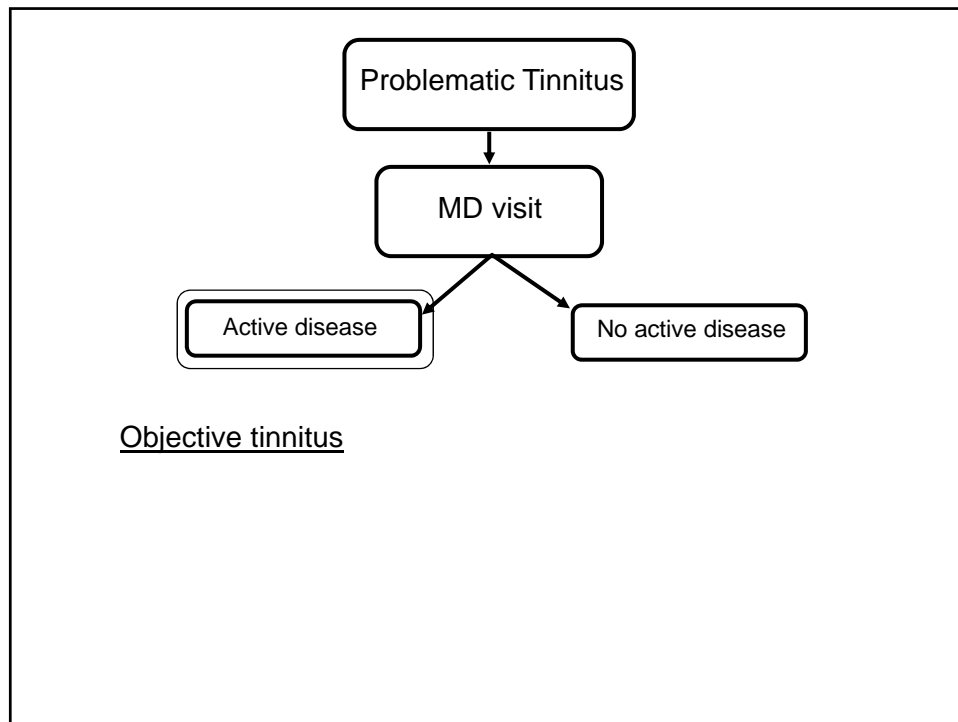 Problematic Tinnitus
MD visit
Active disease
No active disease
Objective tinnitus